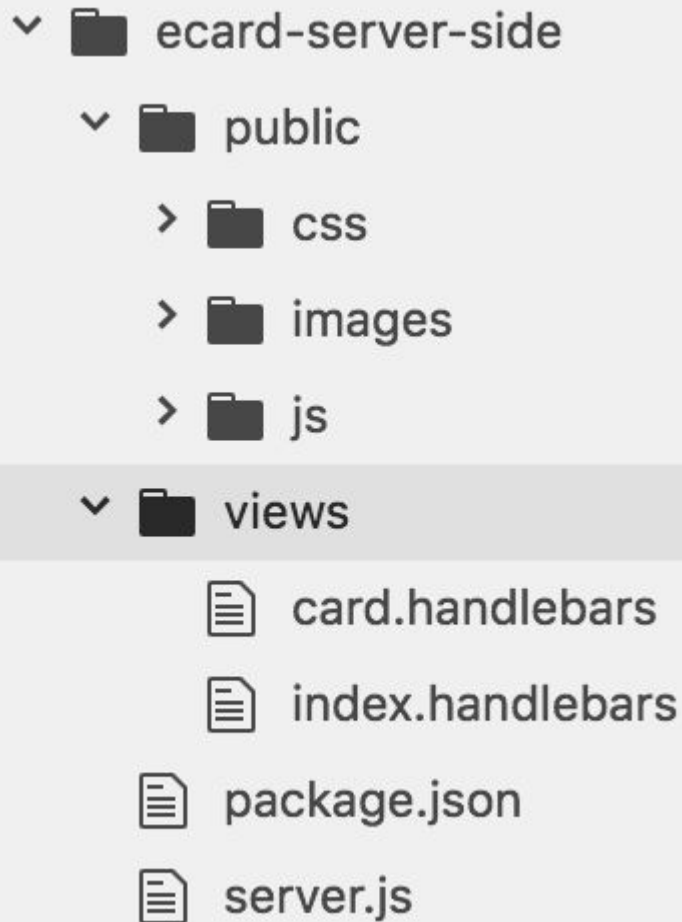 ecard-server-side
public
css
images
js
views
card.handlebars
index.handlebars
package.json
server.js